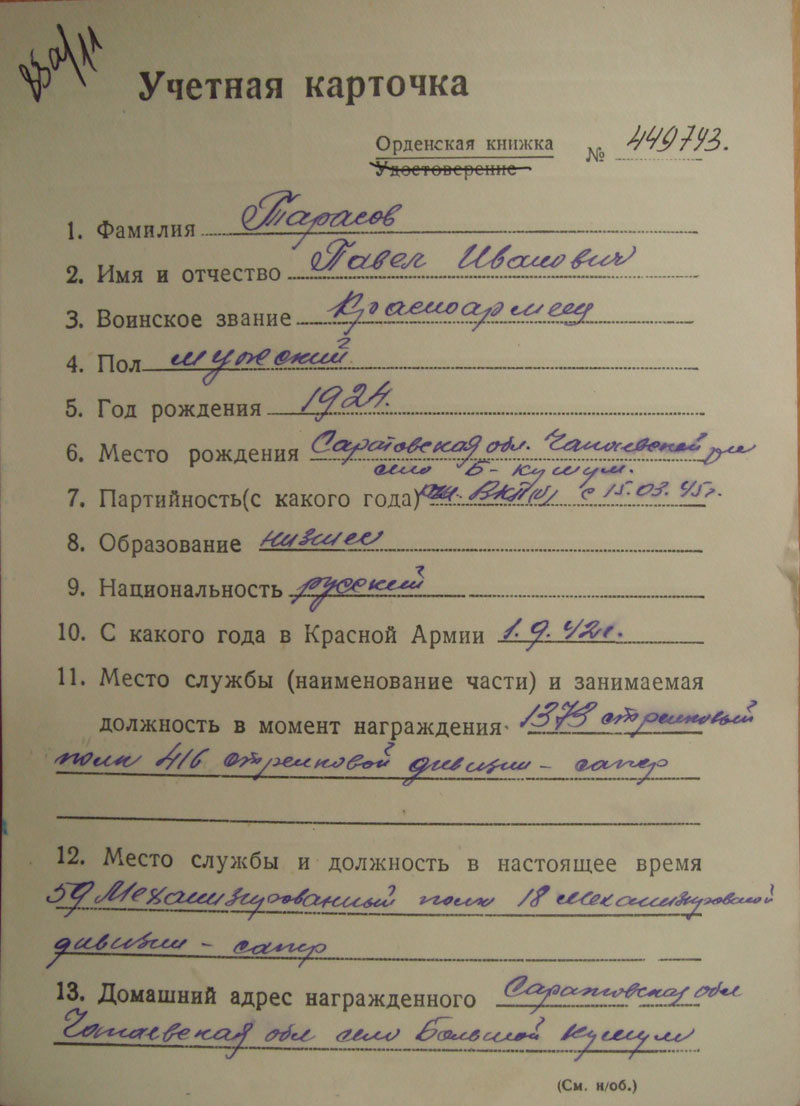 Учетная карточка
Орденская книжка № 449743.
Удостоверение
1. Фамилия Тарасов
2. Имя и отчество Павел Иванович
3. Воинское звание Красноармеец
4. Пол мужский
5. Год рождения 1924.
6. Место рождения Саратовская обл. Чапаевский р-н
село Б-Кушум.
7. Партийность (с какого года) ВКП(б) с 15.03.45г.
8. Образование низшее
9. Национальность русский
10. С какого года в Красной Армии 1.9.42г.
11. Место службы (наименование части) и занимаемая
должность в момент награждения 1373 стрелковый
полк 416 стрелковой дивизии - сапер
12. Место службы и должность в настоящее время
59 Механизированный полк 18 механизированой
дивизии - сапер
13. Домашний адрес награжденного Саратовская обл
Чапаевская обл село Большой Кушум
(См. н/об.)